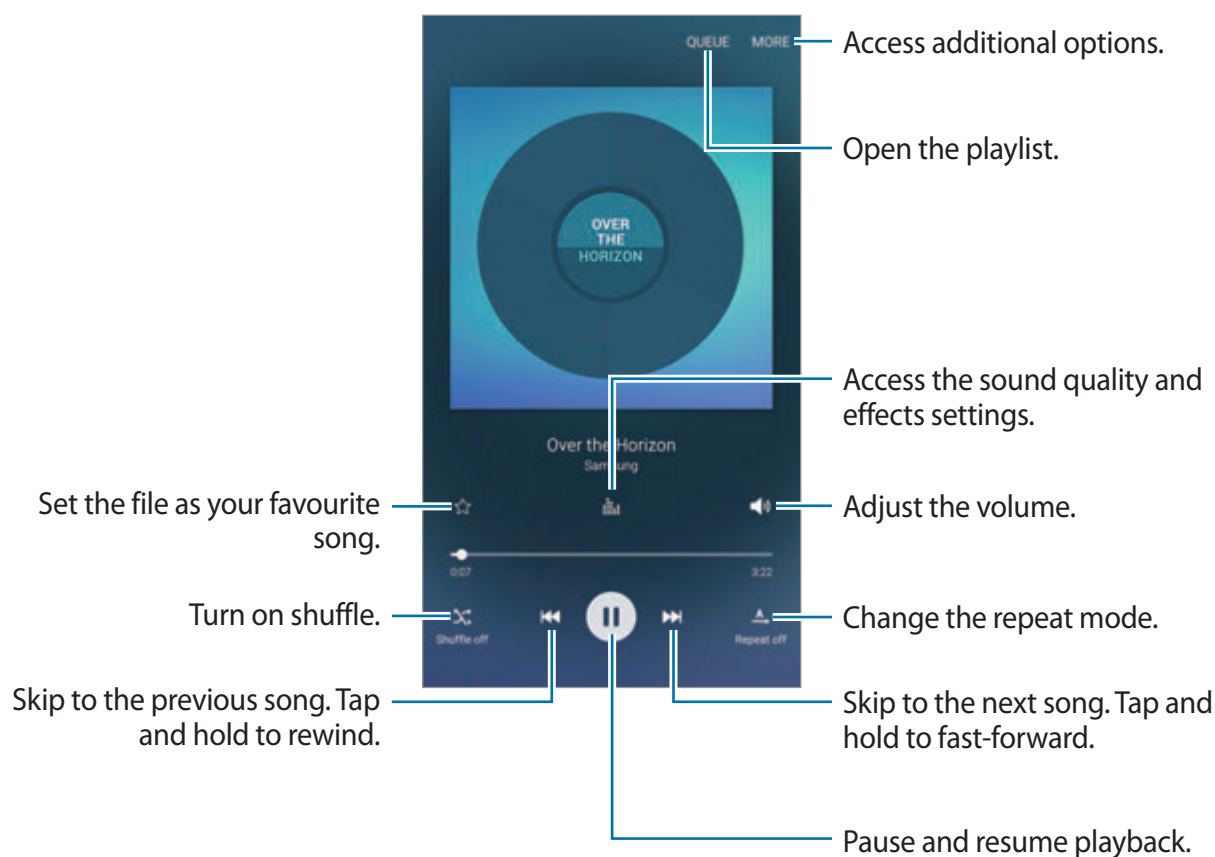 QUEUE MORE
Access additional options.
Open the playlist.
OVER
THE
HORIZON
Access the sound quality and
effects settings.
Over the Horizon
Samsung
Set the file as your favourite
song.
Adjust the volume.
0:07 3:22
Turn on shuffle.
Change the repeat mode.
Shuffle off Repeat off
Skip to the previous song. Tap
and hold to rewind.
Skip to the next song. Tap and
hold to fast-forward.
Pause and resume playback.